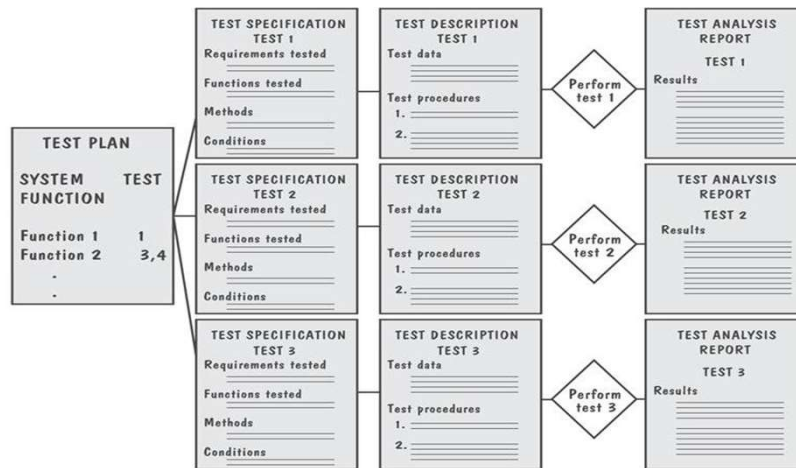 TEST PLAN
SYSTEM TEST
FUNCTION
Function 1 1
Function 2 3,4
.
.
TEST SPECIFICATION
TEST 1
Requirements tested
Functions tested
Methods
Conditions
TEST DESCRIPTION
TEST 1
Test data
Test procedures
1.
2.
Perform
test 1
TEST ANALYSIS
REPORT
TEST 1
Results
TEST SPECIFICATION
TEST 2
Requirements tested
Functions tested
Methods
Conditions
TEST DESCRIPTION
TEST 2
Test data
Test procedures
1.
2.
Perform
test 2
TEST ANALYSIS
REPORT
TEST 2
Results
TEST SPECIFICATION
TEST 3
Requirements tested
Functions tested
Methods
Conditions
TEST DESCRIPTION
TEST 3
Test data
Test procedures
1.
2.
Perform
test 3
TEST ANALYSIS
REPORT
TEST 3
Results